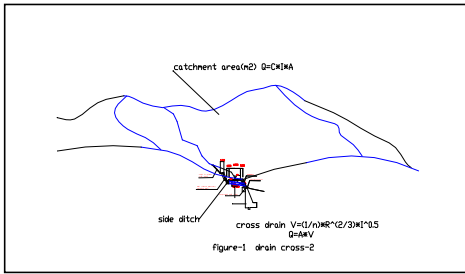 catchment area(m2) Q=C*I*A
side ditch
cross drain V=(1/n)*R^(2/3)*I^0.5
Q=A*V
figure-1 drain cross-2